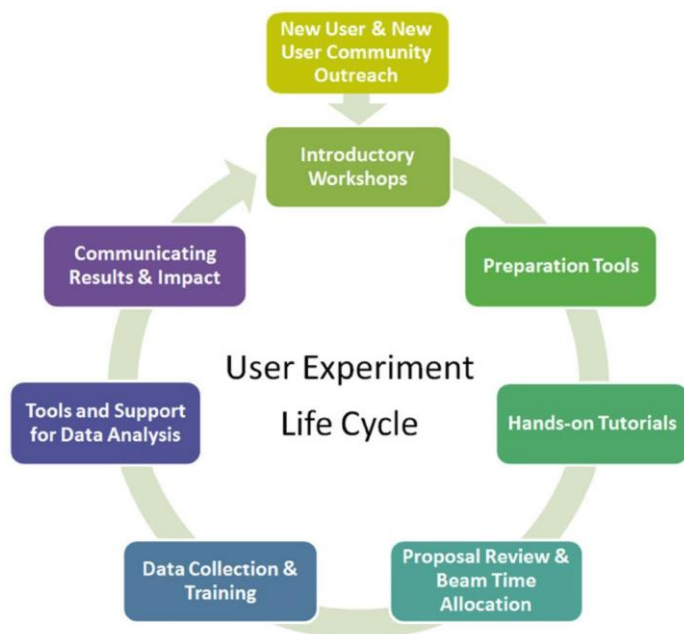 New User & New
User Community
Outreach
Introductory
Workshops
Preparation Tools
Hands-on Tutorials
Proposal Review &
Beam Time
Allocation
Data Collection &
Training
Tools and Support
for Data Analysis
Communicating
Results & Impact
User Experiment
Life Cycle